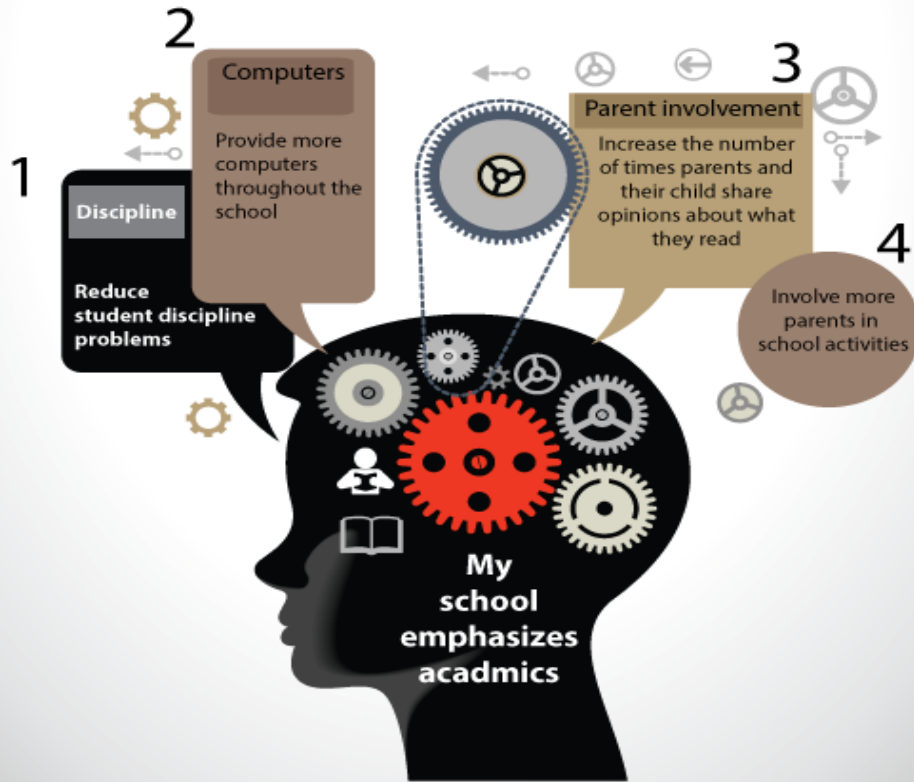 1
Discipline
Reduce
student discipline
problems
2
Computers
Provide more
computers
throughout the
school
3
Parent involvement
Increase the number
of times parents and
their child share
opinions about what
they read
4
Involve more
parents in
school activities
My
school
emphasizes
acadmics